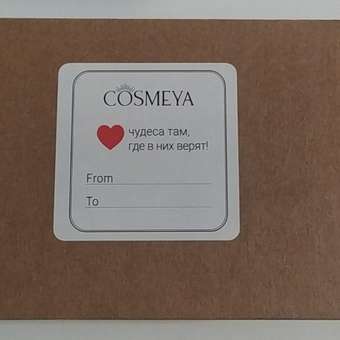 COSMEYA
чудеса там,
где в них верят!
From
To